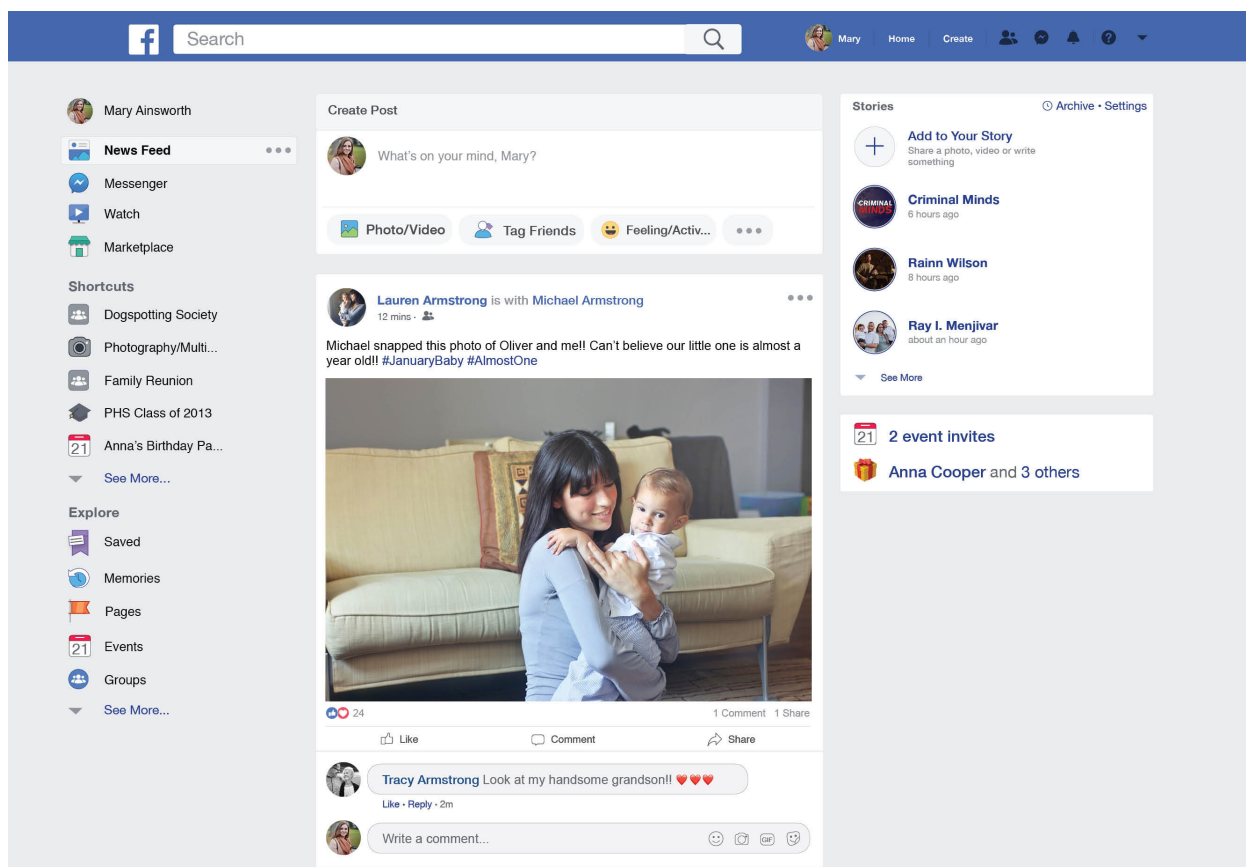 f
Search
Mary
Home
Create
Mary Ainsworth
News Feed
Messenger
Watch
Marketplace
Shortcuts
Dogspotting Society
Photography/Multi...
Family Reunion
PHS Class of 2013
21 Anna's Birthday Pa...
See More...
Explore
Saved
Memories
Pages
21 Events
Groups
See More...
Create Post
What's on your mind, Mary?
Photo/Video
Tag Friends
Feeling/Activ...
Lauren Armstrong is with Michael Armstrong
12 mins ·
Michael snapped this photo of Oliver and me!! Can't believe our little one is almost a
year old!! #JanuaryBaby #AlmostOne
24
1 Comment 1 Share
Like
Comment
Share
Tracy Armstrong Look at my handsome grandson!! ❤❤❤
Like · Reply · 2m
Write a comment...
GIF
Stories
Archive • Settings
Add to Your Story
Share a photo, video or write
something
CRIMINAL
MINDS
Criminal Minds
6 hours ago
Rainn Wilson
8 hours ago
Ray I. Menjivar
about an hour ago
See More
21 2 event invites
Anna Cooper and 3 others